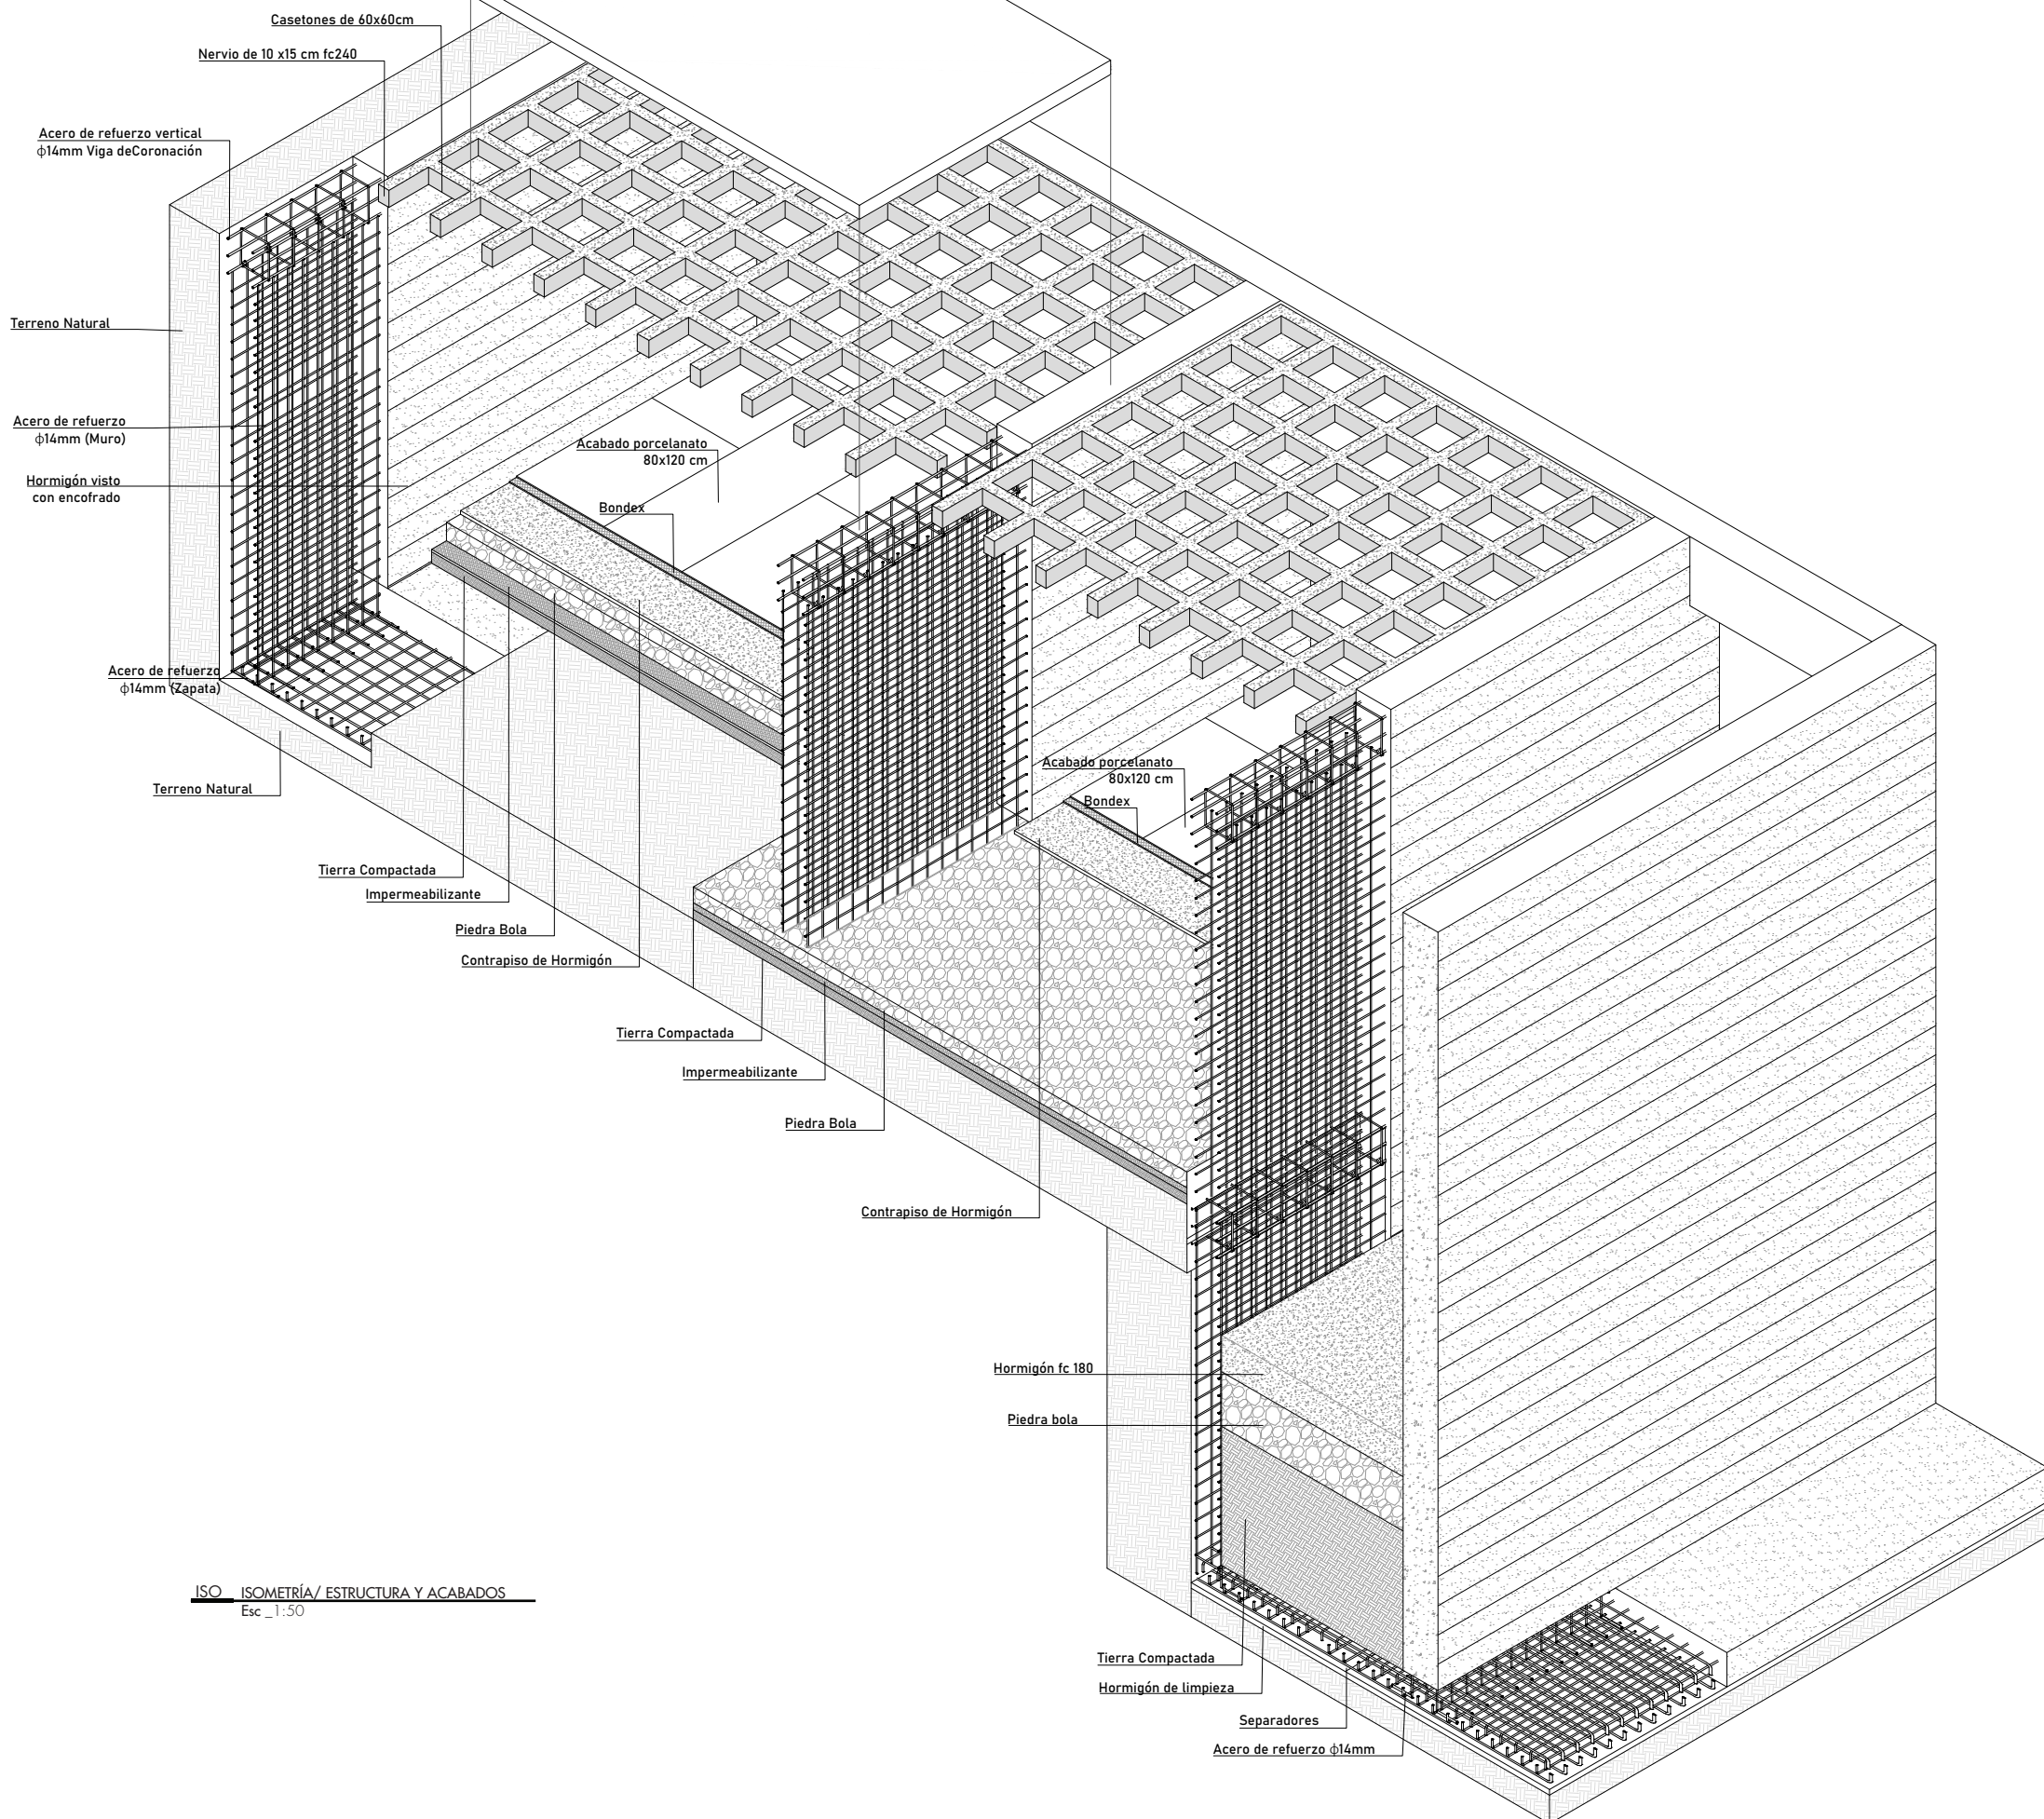 Casetones de 60x60cm
Nervio de 10 x15 cm fc240
Acero de refuerzo vertical
ϕ14mm Viga deCoronación
Terreno Natural
Acero de refuerzo
ϕ14mm (Muro)
Hormigón visto
con encofrado
Acabado porcelanato
80x120 cm
Bondex
Acero de refuerzo
ϕ14mm (Zapata)
Terreno Natural
Tierra Compactada
Impermeabilizante
Piedra Bola
Contrapiso de Hormigón
Acabado porcelanato
80x120 cm
Bondex
Tierra Compactada
Impermeabilizante
Piedra Bola
Contrapiso de Hormigón
Hormigón fc 180
Piedra bola
Tierra Compactada
Hormigón de limpieza
Separadores
Acero de refuerzo ϕ14mm
ISO ISOMETRÍA/ ESTRUCTURA Y ACABADOS
Esc _1:50